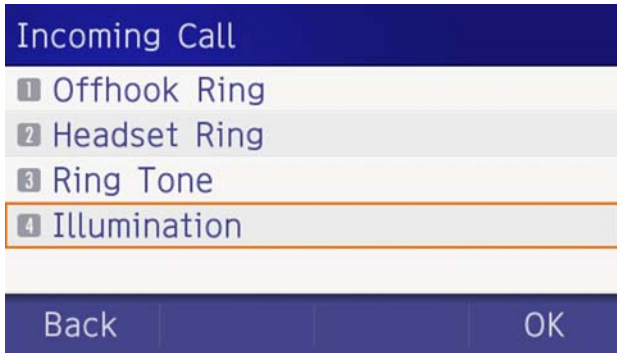 Incoming Call
1 Offhook Ring
2 Headset Ring
3 Ring Tone
4 Illumination
Back OK